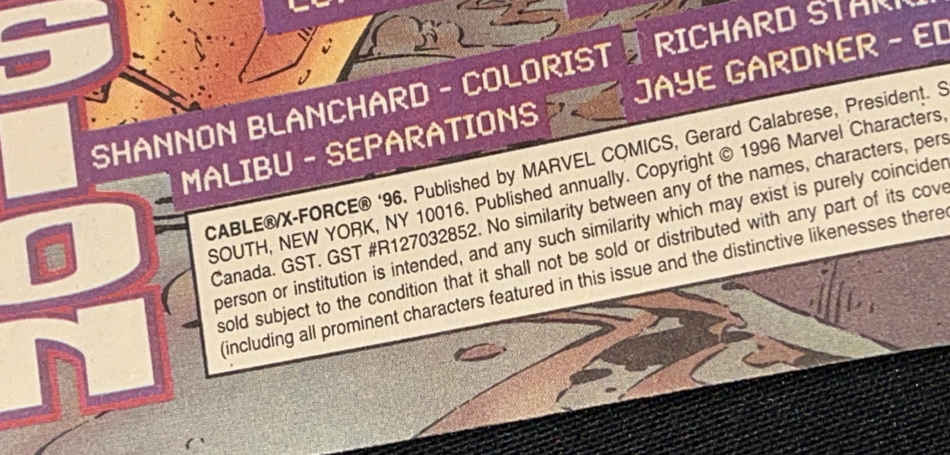 SION
SHANNON BLANCHARD - COLORIST
RICHARD
MALIBU - SEPARATIONS
JAYE GARDNER -
CABLE®/X-FORCE® '96. Published by MARVEL COMICS, Gerard Calabrese, President.
SOUTH, NEW YORK, NY 10016. Published annually. Copyright © 1996 Marvel Characters,
Canada. GST. GST #R127032852. No similarity between any of the names, characters,
person or institution is intended, and any such similarity which may exist is purely
sold subject to the condition that it shall not be sold or distributed with any part of its
(including all prominent characters featured in this issue and the distinctive likenesses